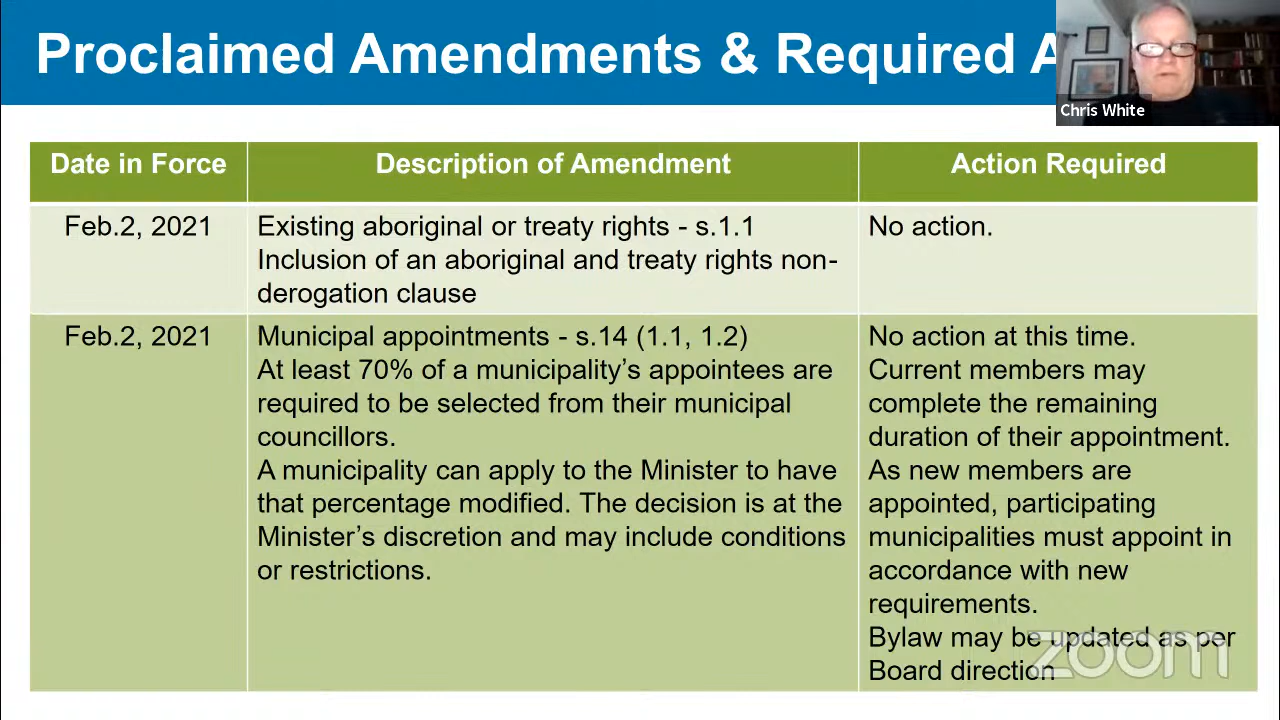 Proclaimed Amendments & Required A
Chris White
Date in Force
Description of Amendment
Action Required
Feb.2, 2021
Existing aboriginal or treaty rights - s.1.1
Inclusion of an aboriginal and treaty rights non-
derogation clause
No action.
Feb.2, 2021
Municipal appointments - s.14 (1.1, 1.2)
At least 70% of a municipality’s appointees are
required to be selected from their municipal
councillors.
A municipality can apply to the Minister to have
that percentage modified. The decision is at the
Minister’s discretion and may include conditions
or restrictions.
No action at this time.
Current members may
complete the remaining
duration of their appointment.
As new members are
appointed, participating
municipalities must appoint in
accordance with new
requirements.
Bylaw may be updated as per
Board direction
zoom